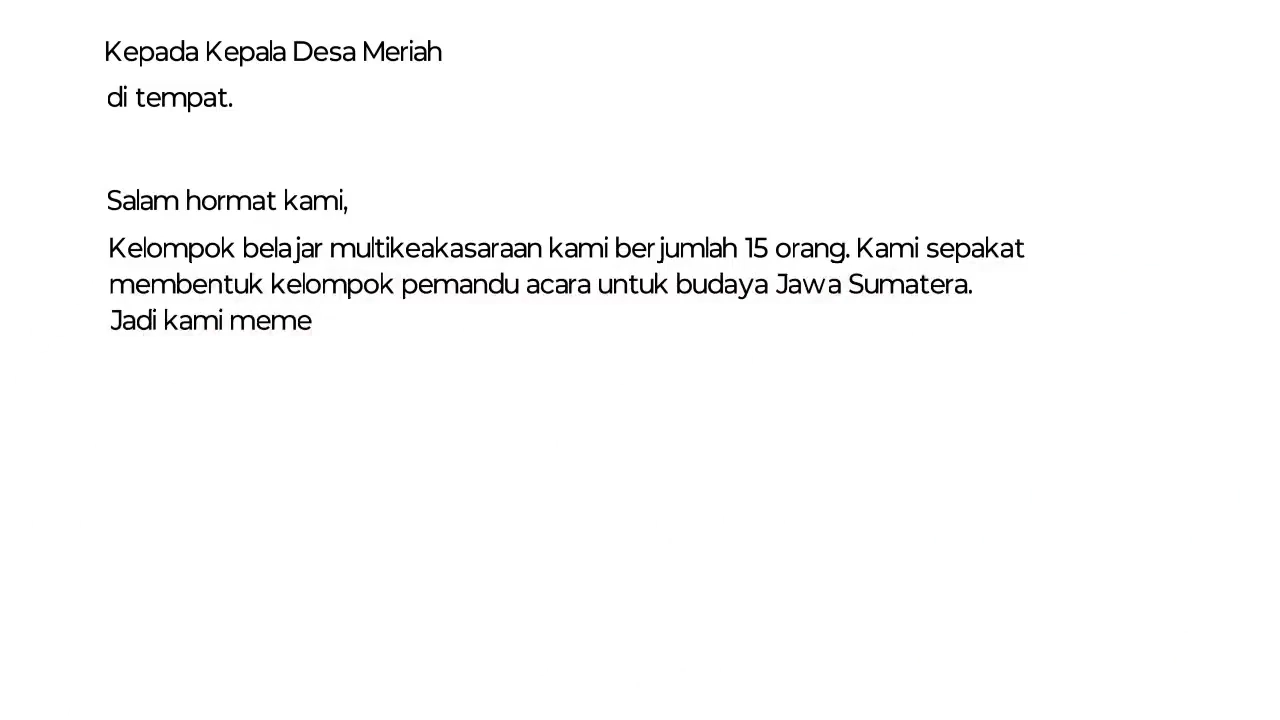 Kepada Kepala Desa Meriah
di tempat.
Salam hormat kami,
Kelompok belajar multikeakasaraan kami berjumlah 15 orang. Kami sepakat
membentuk kelompok pemandu acara untuk budaya Jawa Sumatera.
Jadi kami meme